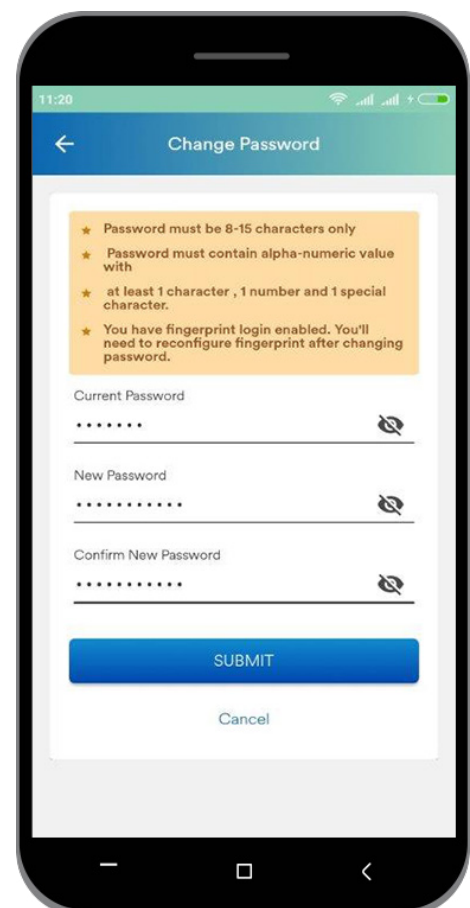 11:20
Change Password
★ Password must be 8-15 characters only
★ Password must contain alpha-numeric value
with
★ at least 1 character , 1 number and 1 special
character.
★ You have fingerprint login enabled. You'll
need to reconfigure fingerprint after changing
password.
Current Password
•••••••
New Password
•••••••••••
Confirm New Password
•••••••••••
SUBMIT
Cancel